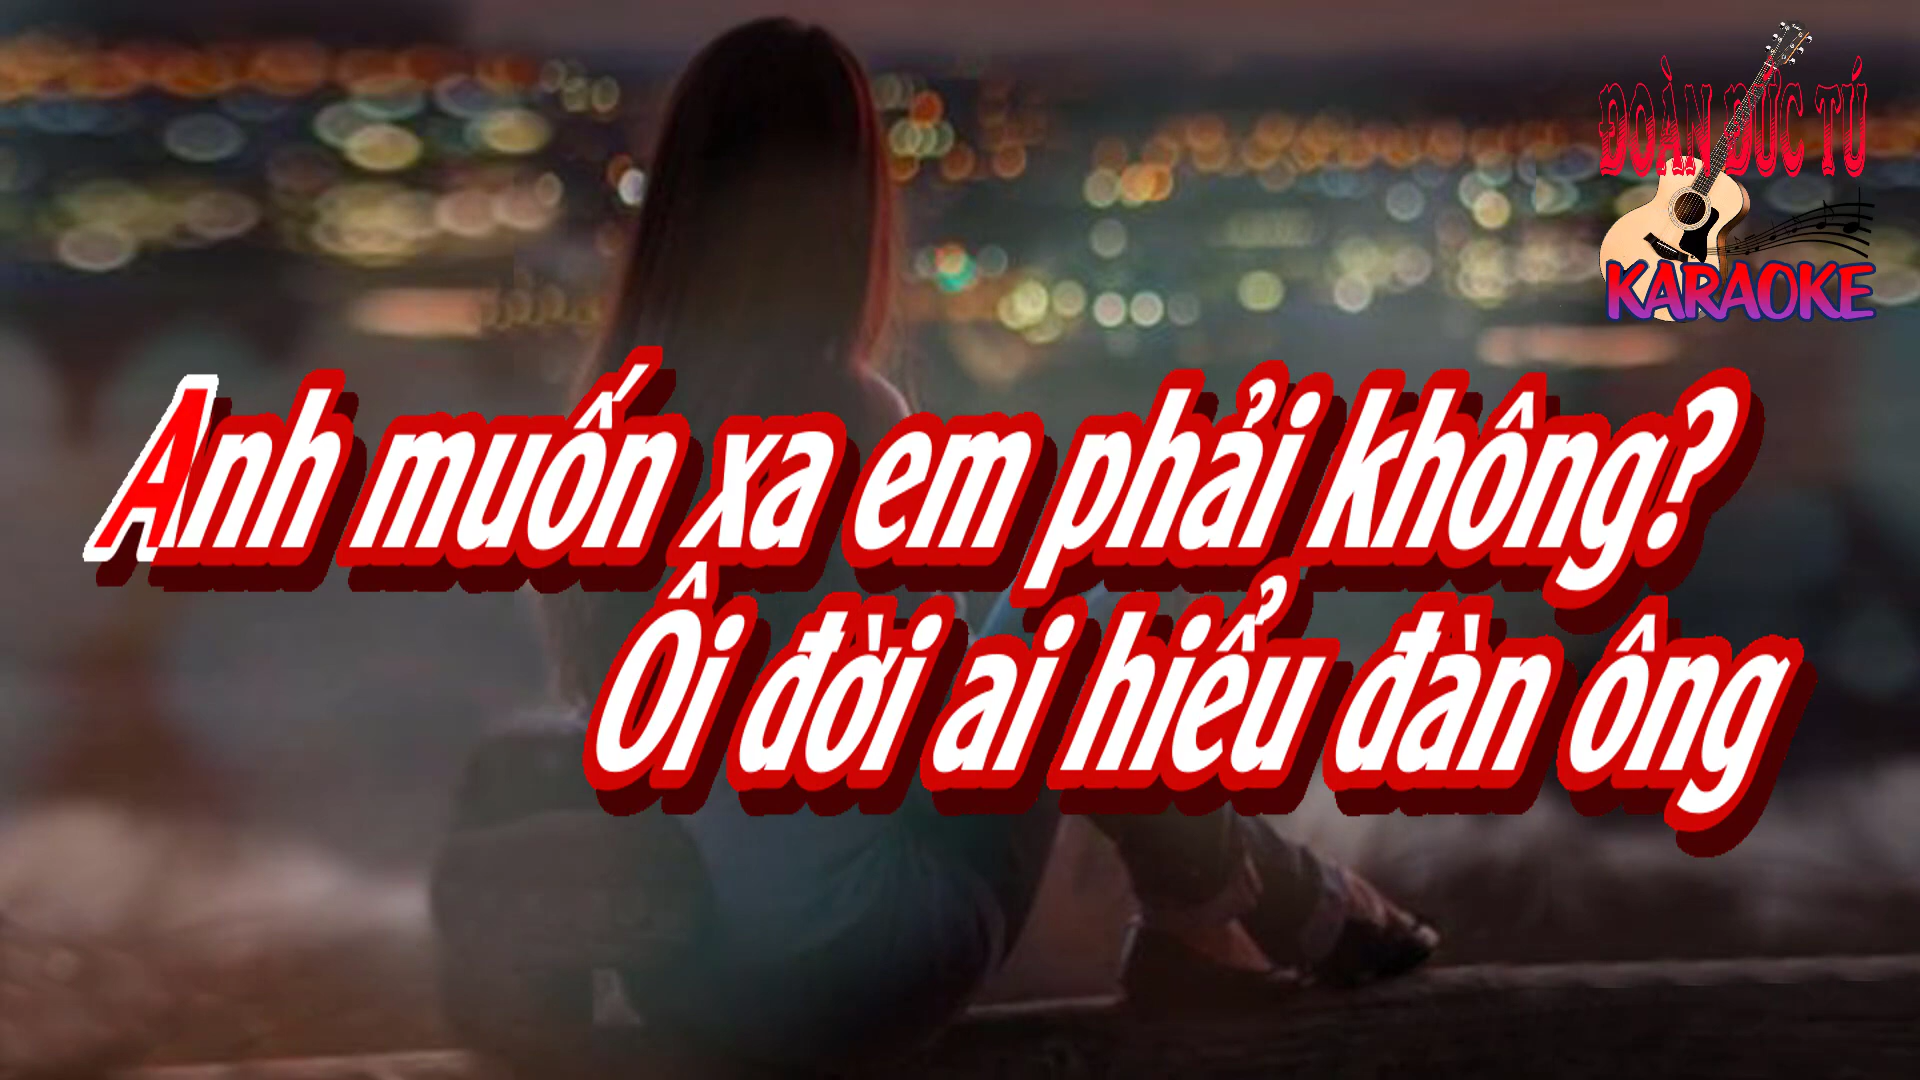 ĐOÀN ĐỨC TÚ
KARAOKE
Anh muốn xa em phải không?
Ôi đời ai hiểu đàn ông